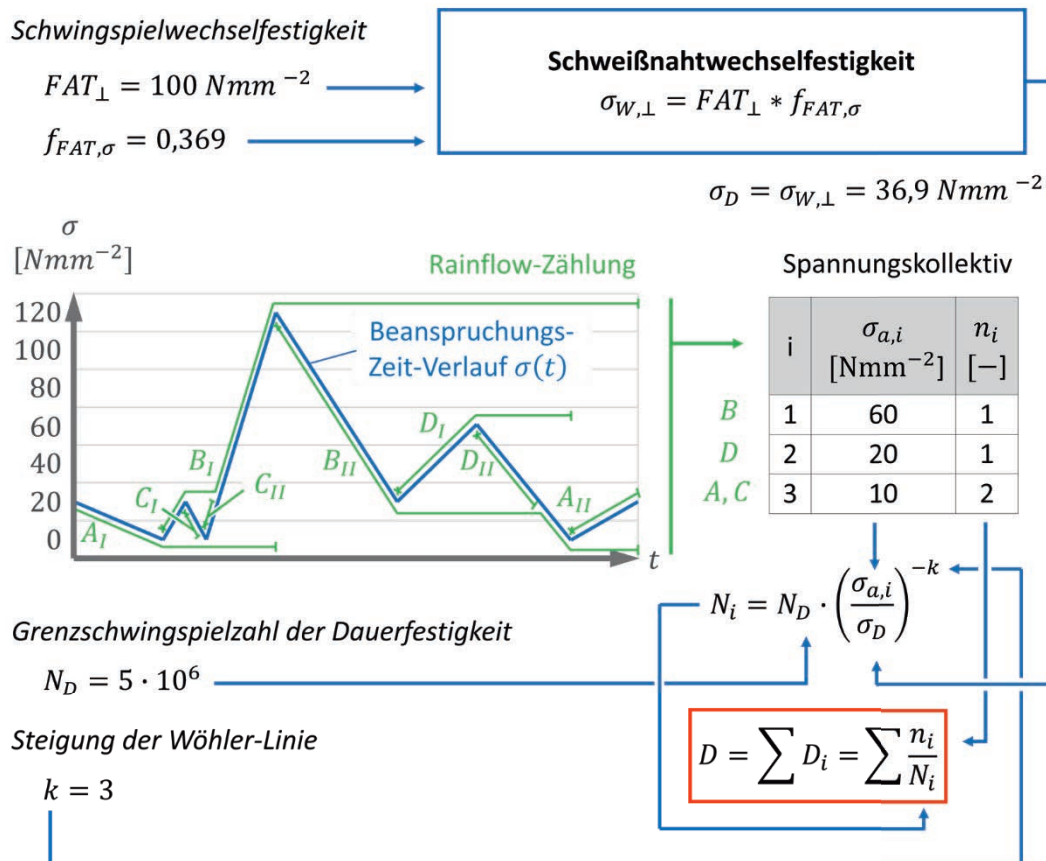 Schwingspielwechselfestigkeit
FAT⊥ = 100 Nmm⁻²
f_FAT,σ = 0,369
Schweißnahtwechselfestigkeit
σ_W,⊥ = FAT⊥ * f_FAT,σ
σ_D = σ_W,⊥ = 36,9 Nmm⁻²
σ
[Nmm⁻²]
Rainflow-Zählung
120
100
80
60
40
20
0
Beanspruchungs-
Zeit-Verlauf σ(t)
A_I
C_I
B_I
C_II
B_II
D_I
D_II
A_II
t
Spannungskollektiv
i σ_a,i [Nmm⁻²] n_i [−]
B 1 60 1
D 2 20 1
A, C 3 10 2
N_i = N_D · (σ_a,i / σ_D)^−k
Grenzschwingspielzahl der Dauerfestigkeit
N_D = 5 · 10⁶
Steigung der Wöhler-Linie
k = 3
D = ∑ D_i = ∑ n_i / N_i